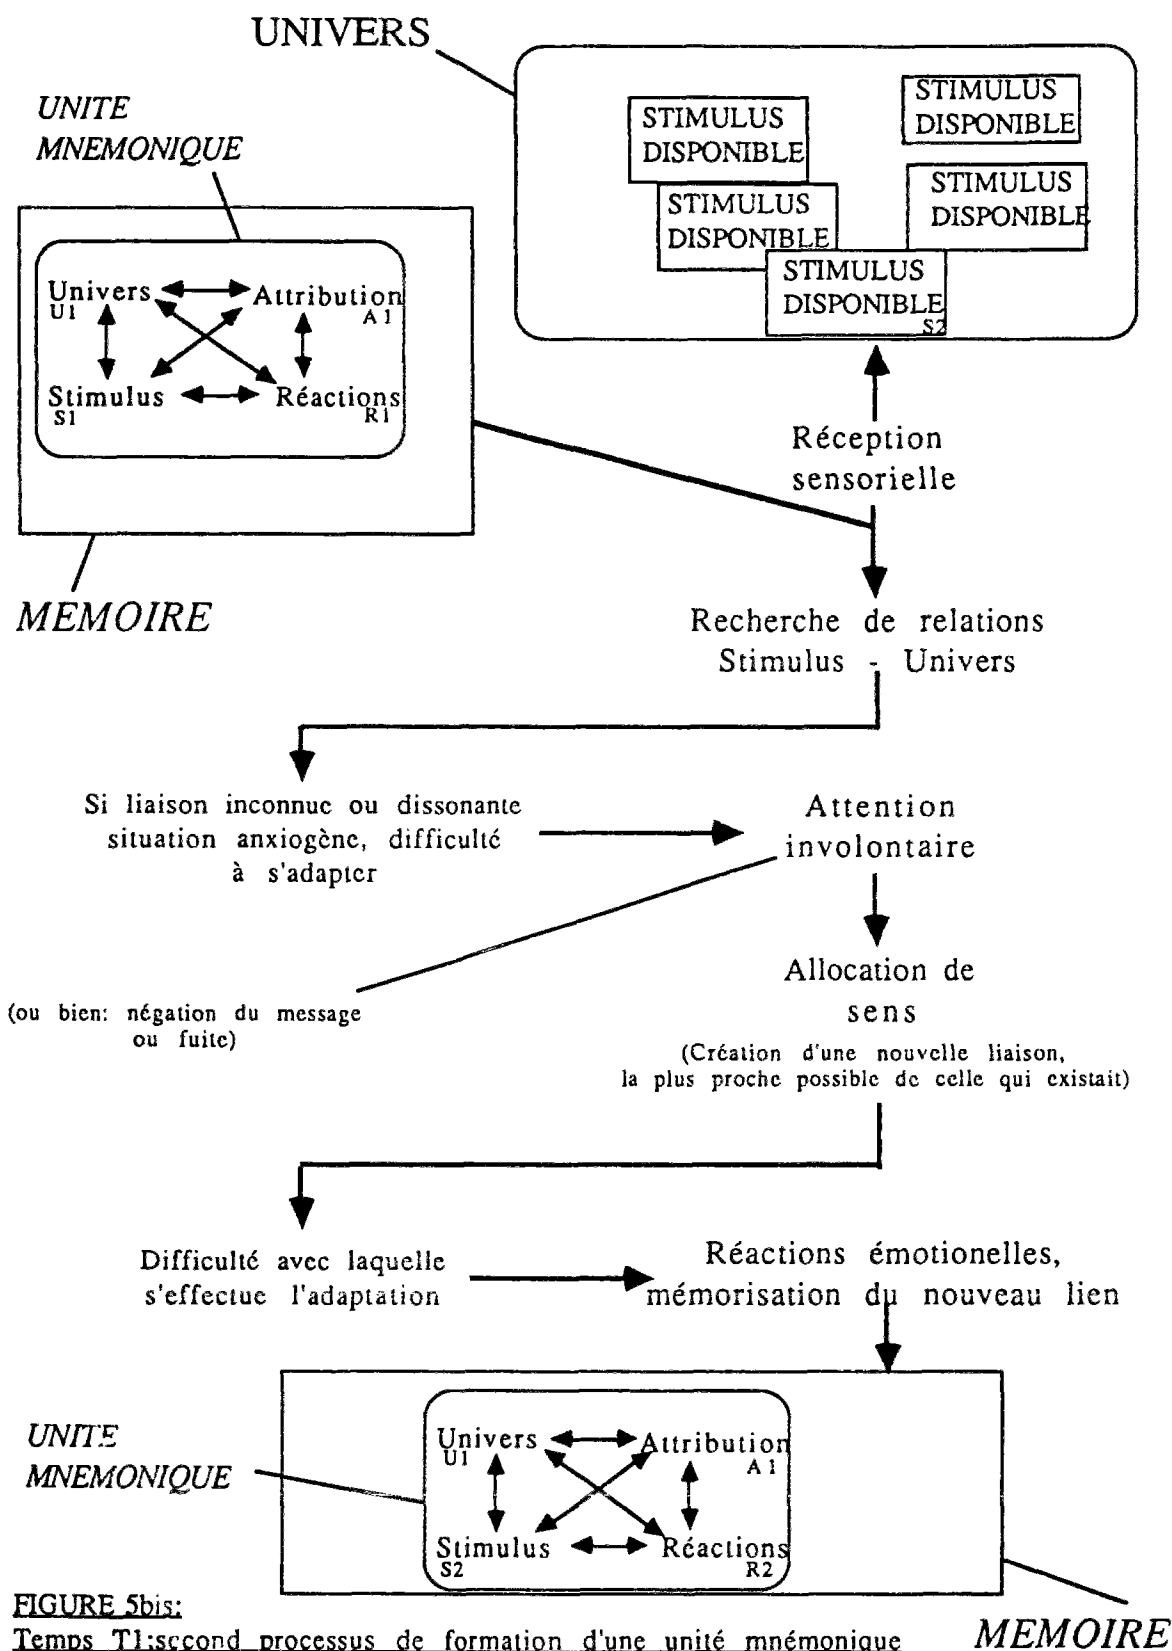 UNIVERS
UNITE
MNEMONIQUE
STIMULUS
DISPONIBLE
STIMULUS
DISPONIBLE
STIMULUS
DISPONIBLE
STIMULUS
DISPONIBLE
STIMULUS
DISPONIBLE
S2
Univers Attribution
U1 A1
Stimulus Réactions
S1 R1
MEMOIRE
Réception
sensorielle
Recherche de relations
Stimulus - Univers
Si liaison inconnue ou dissonante
situation anxiogène, difficulté
à s'adapter
Attention
involontaire
(ou bien: négation du message
ou fuite)
Allocation de
sens
(Création d'une nouvelle liaison,
la plus proche possible de celle qui existait)
Difficulté avec laquelle
s'effectue l'adaptation
Réactions émotionelles,
mémorisation du nouveau lien
UNITE
MNEMONIQUE
Univers Attribution
U1 A1
Stimulus Réactions
S2 R2
MEMOIRE
FIGURE 5bis:
Temps T1:second processus de formation d'une unité mnémonique